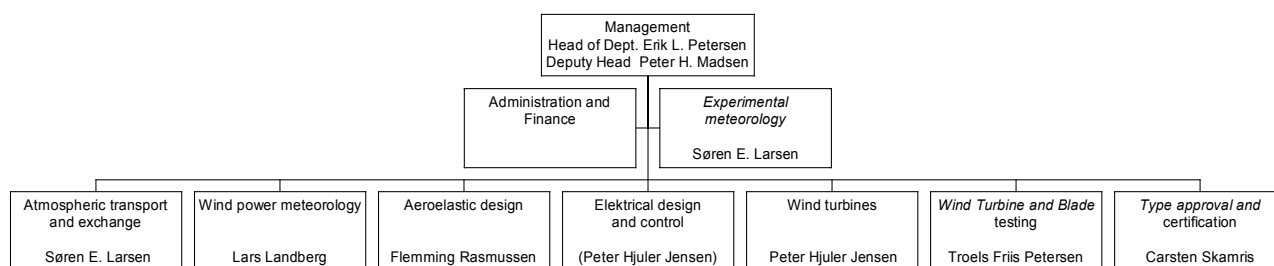 Management
Head of Dept. Erik L. Petersen
Deputy Head Peter H. Madsen
Administration and
Finance
Experimental
meteorology
Søren E. Larsen
Atmospheric transport
and exchange
Søren E. Larsen
Wind power meteorology
Lars Landberg
Aeroelastic design
Flemming Rasmussen
Elektrical design
and control
(Peter Hjuler Jensen)
Wind turbines
Peter Hjuler Jensen
Wind Turbine and Blade
testing
Troels Friis Petersen
Type approval and
certification
Carsten Skamris